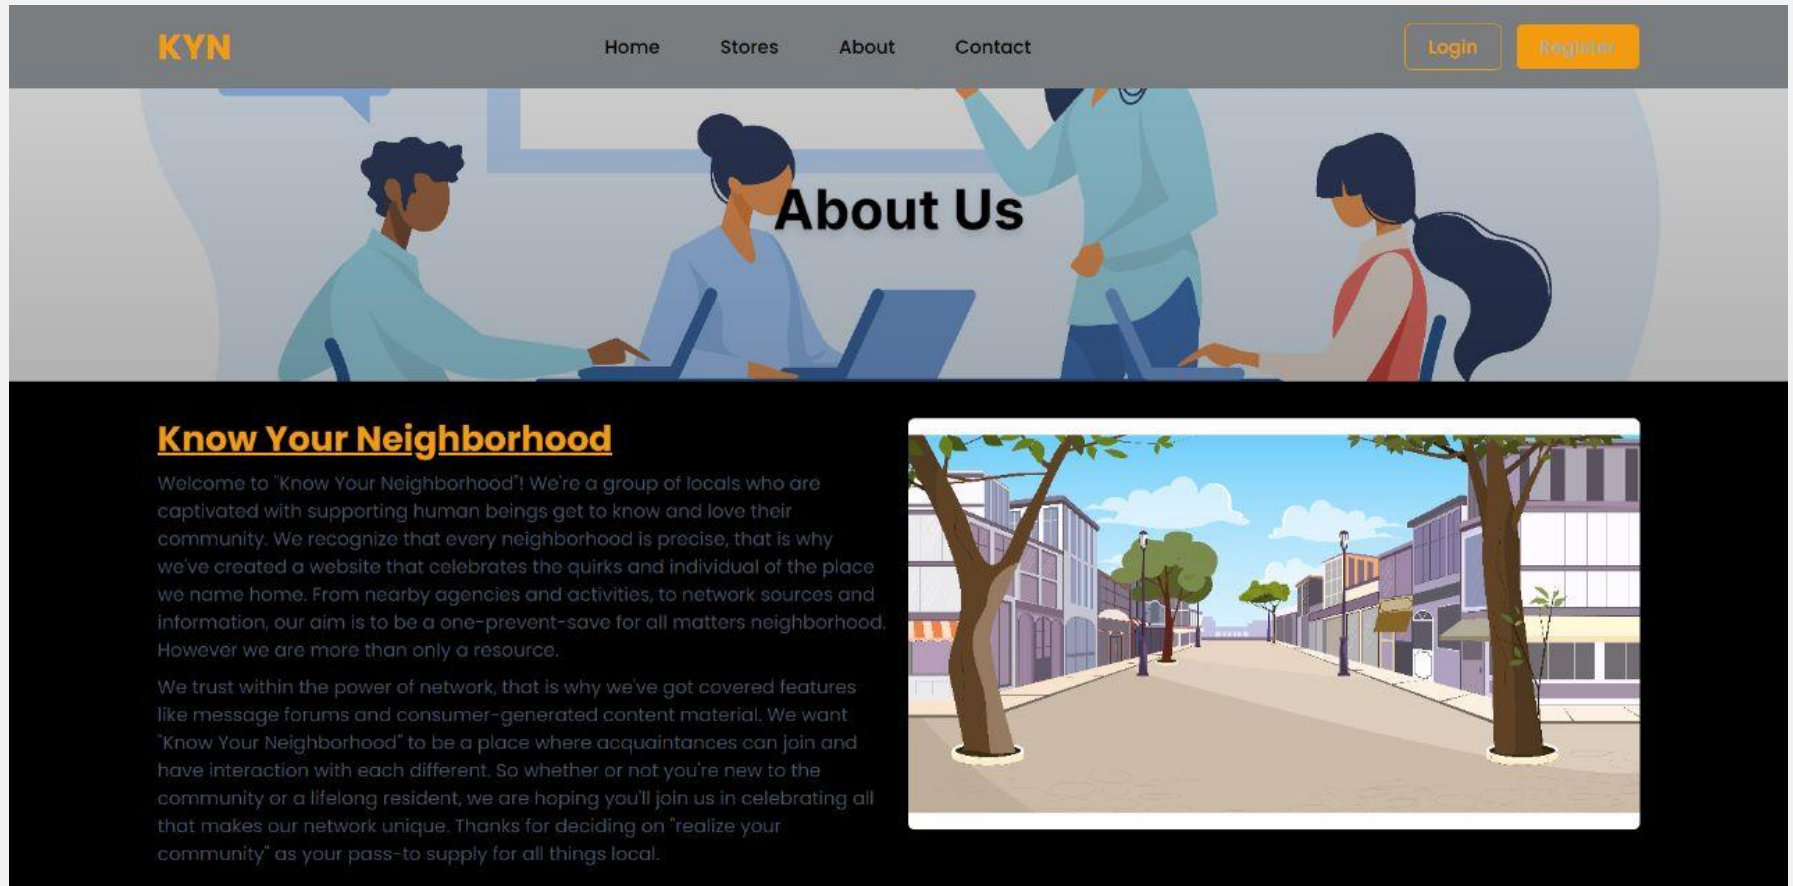 KYN
Home Stores About Contact
Login Register
About Us
Know Your Neighborhood
Welcome to "Know Your Neighborhood"! We're a group of locals who are
captivated with supporting human beings get to know and love their
community. We recognize that every neighborhood is precise, that is why
we've created a website that celebrates the quirks and individual of the place
we name home. From nearby agencies and activities, to network sources and
information, our aim is to be a one-prevent-save for all matters neighborhood.
However we are more than only a resource.
We trust within the power of network, that is why we've got covered features
like message forums and consumer-generated content material. We want
"Know Your Neighborhood" to be a place where acquaintances can join and
have interaction with each different. So whether or not you're new to the
community or a lifelong resident, we are hoping you'll join us in celebrating all
that makes our network unique. Thanks for deciding on "realize your
community" as your pass-to supply for all things local.